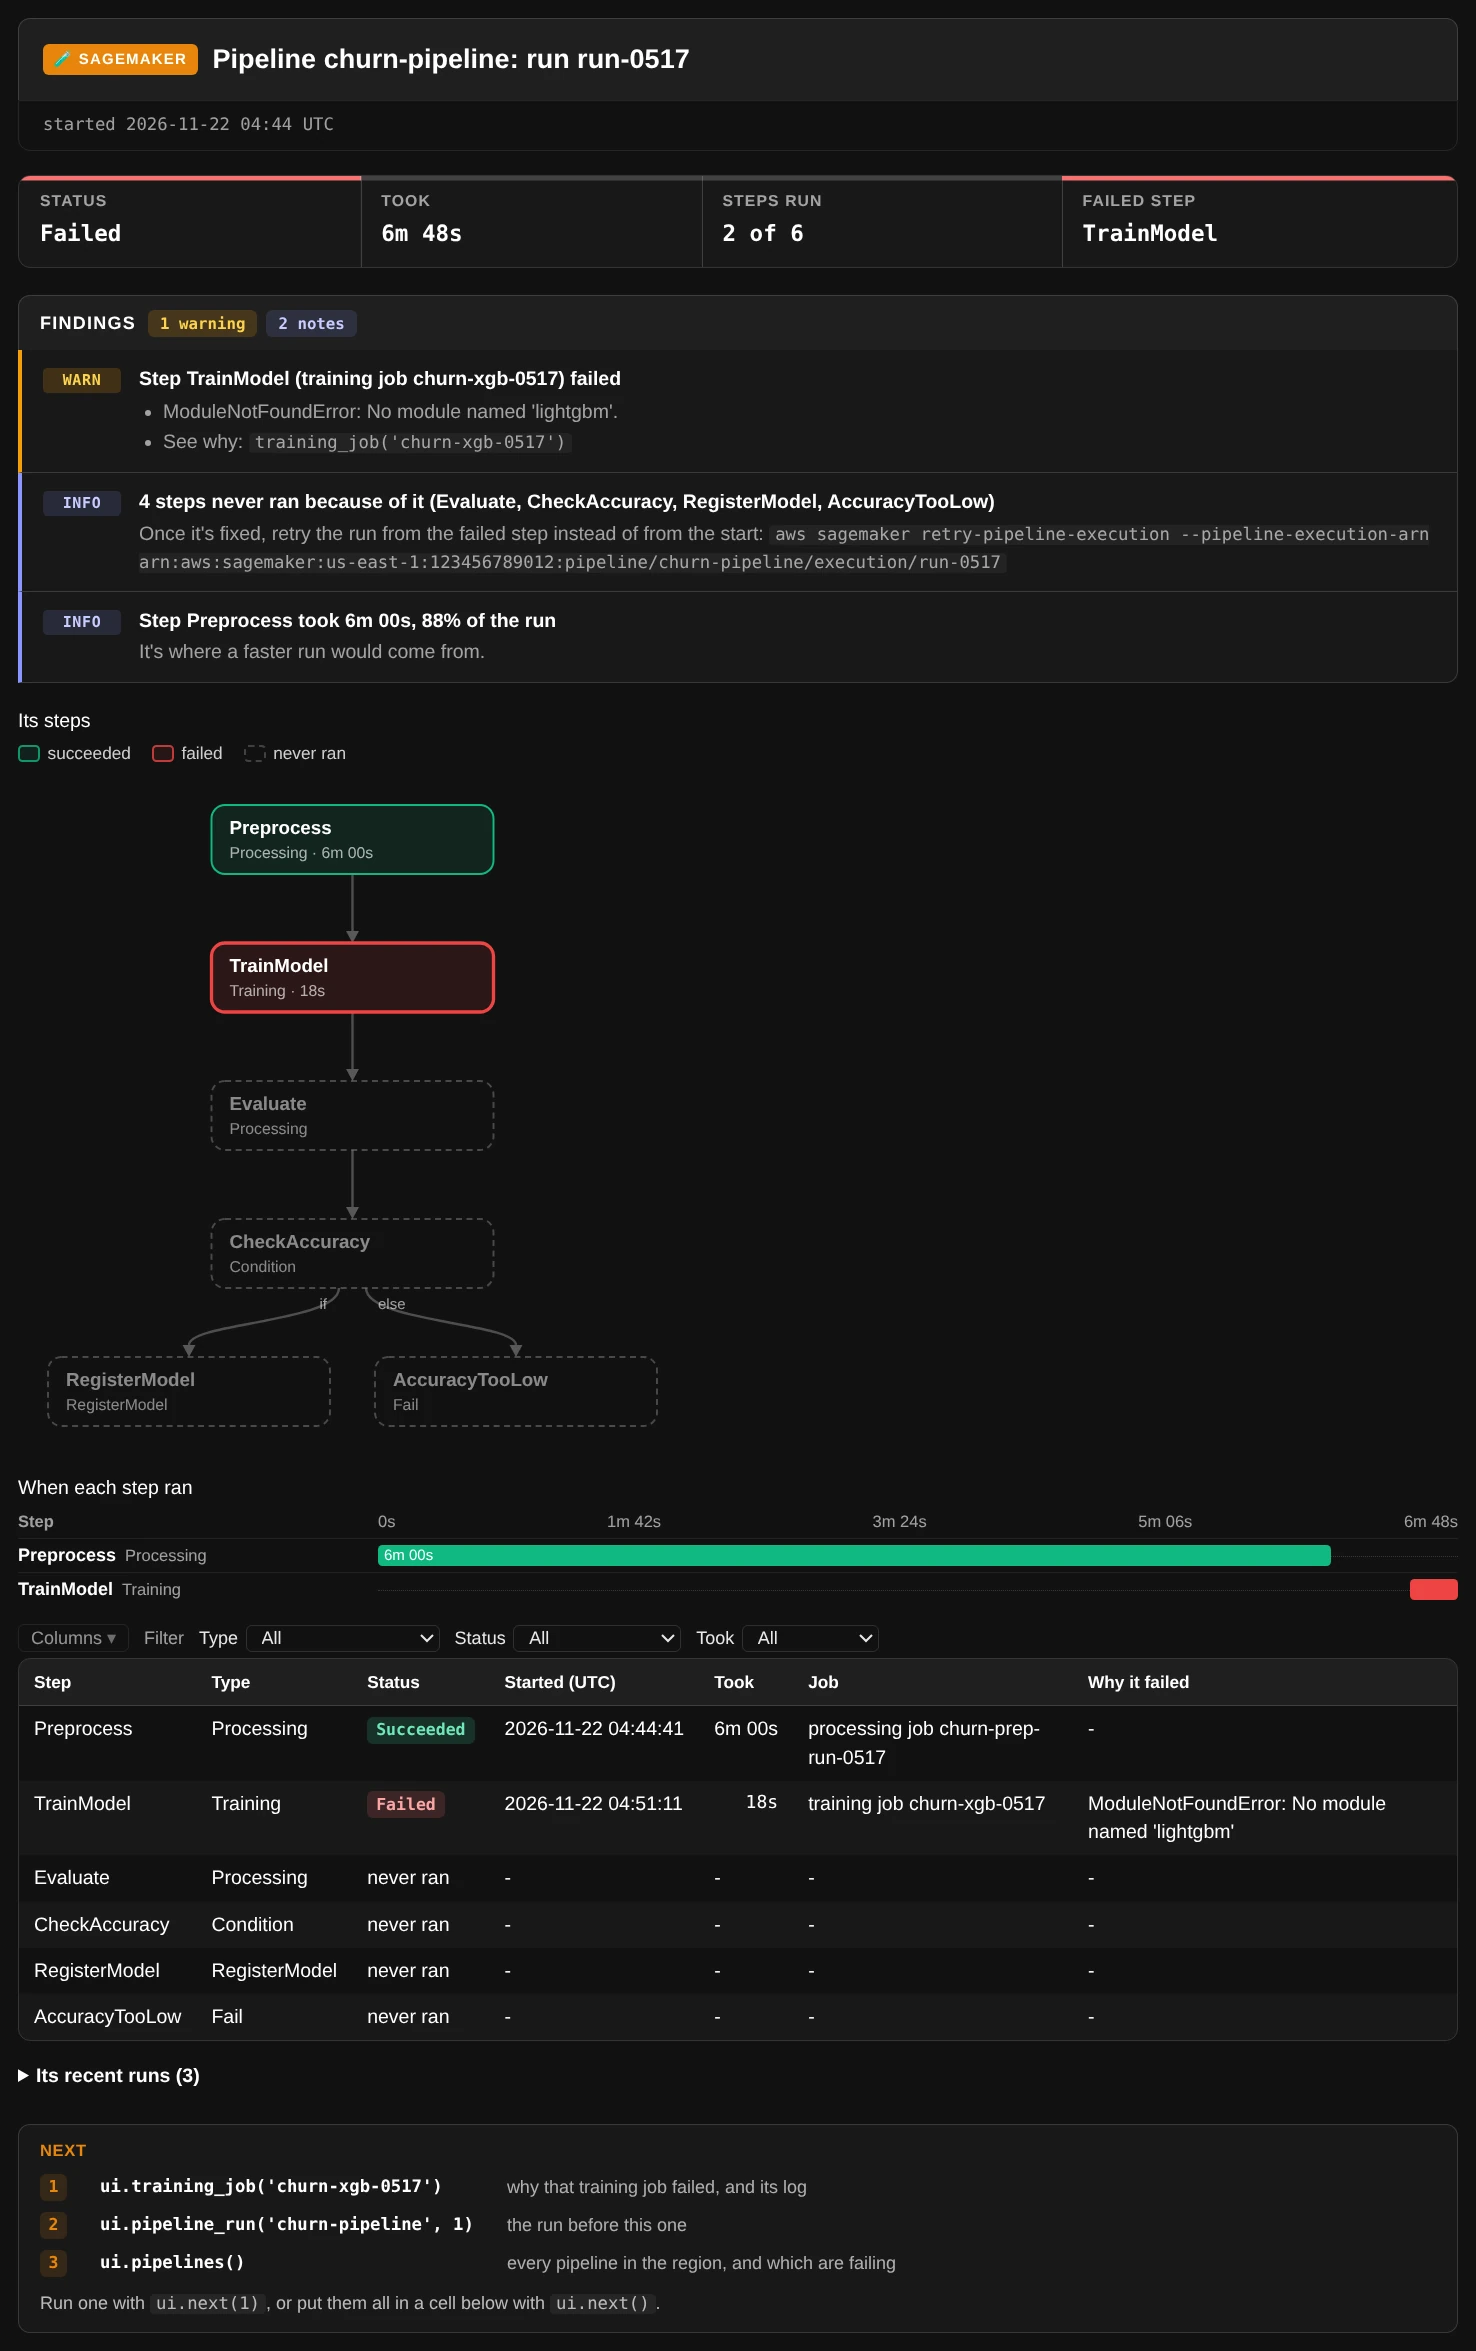 🧪 SAGEMAKER Pipeline churn-pipeline: run run-0517
started 2026-11-22 04:44 UTC
STATUS TOOK STEPS RUN FAILED STEP
Failed 6m 48s 2 of 6 TrainModel
FINDINGS 1 warning 2 notes
WARN Step TrainModel (training job churn-xgb-0517) failed
• ModuleNotFoundError: No module named 'lightgbm'.
• See why: training_job('churn-xgb-0517')
INFO 4 steps never ran because of it (Evaluate, CheckAccuracy, RegisterModel, AccuracyTooLow)
Once it's fixed, retry the run from the failed step instead of from the start: aws sagemaker retry-pipeline-execution --pipeline-execution-arn
arn:aws:sagemaker:us-east-1:123456789012:pipeline/churn-pipeline/execution/run-0517
INFO Step Preprocess took 6m 00s, 88% of the run
It's where a faster run would come from.
Its steps
succeeded failed never ran
Preprocess
Processing · 6m 00s
TrainModel
Training · 18s
Evaluate
Processing
CheckAccuracy
Condition
if else
RegisterModel AccuracyTooLow
RegisterModel Fail
When each step ran
Step 0s 1m 42s 3m 24s 5m 06s 6m 48s
Preprocess Processing 6m 00s
TrainModel Training
Columns ▾ Filter Type All Status All Took All
Step Type Status Started (UTC) Took Job Why it failed
Preprocess Processing Succeeded 2026-11-22 04:44:41 6m 00s processing job churn-prep- -
run-0517
TrainModel Training Failed 2026-11-22 04:51:11 18s training job churn-xgb-0517 ModuleNotFoundError: No module
named 'lightgbm'
Evaluate Processing never ran - - - -
CheckAccuracy Condition never ran - - - -
RegisterModel RegisterModel never ran - - - -
AccuracyTooLow Fail never ran - - - -
▶ Its recent runs (3)
NEXT
1 ui.training_job('churn-xgb-0517') why that training job failed, and its log
2 ui.pipeline_run('churn-pipeline', 1) the run before this one
3 ui.pipelines() every pipeline in the region, and which are failing
Run one with ui.next(1), or put them all in a cell below with ui.next().